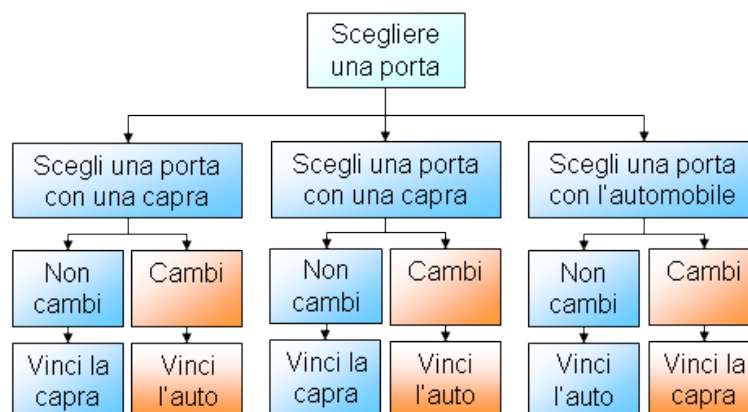 Scegliere
una porta
Scegli una porta
con una capra
Scegli una porta
con una capra
Scegli una porta
con l'automobile
Non
cambi
Cambi
Non
cambi
Cambi
Non
cambi
Cambi
Vinci la
capra
Vinci
l'auto
Vinci la
capra
Vinci
l'auto
Vinci
l'auto
Vinci la
capra